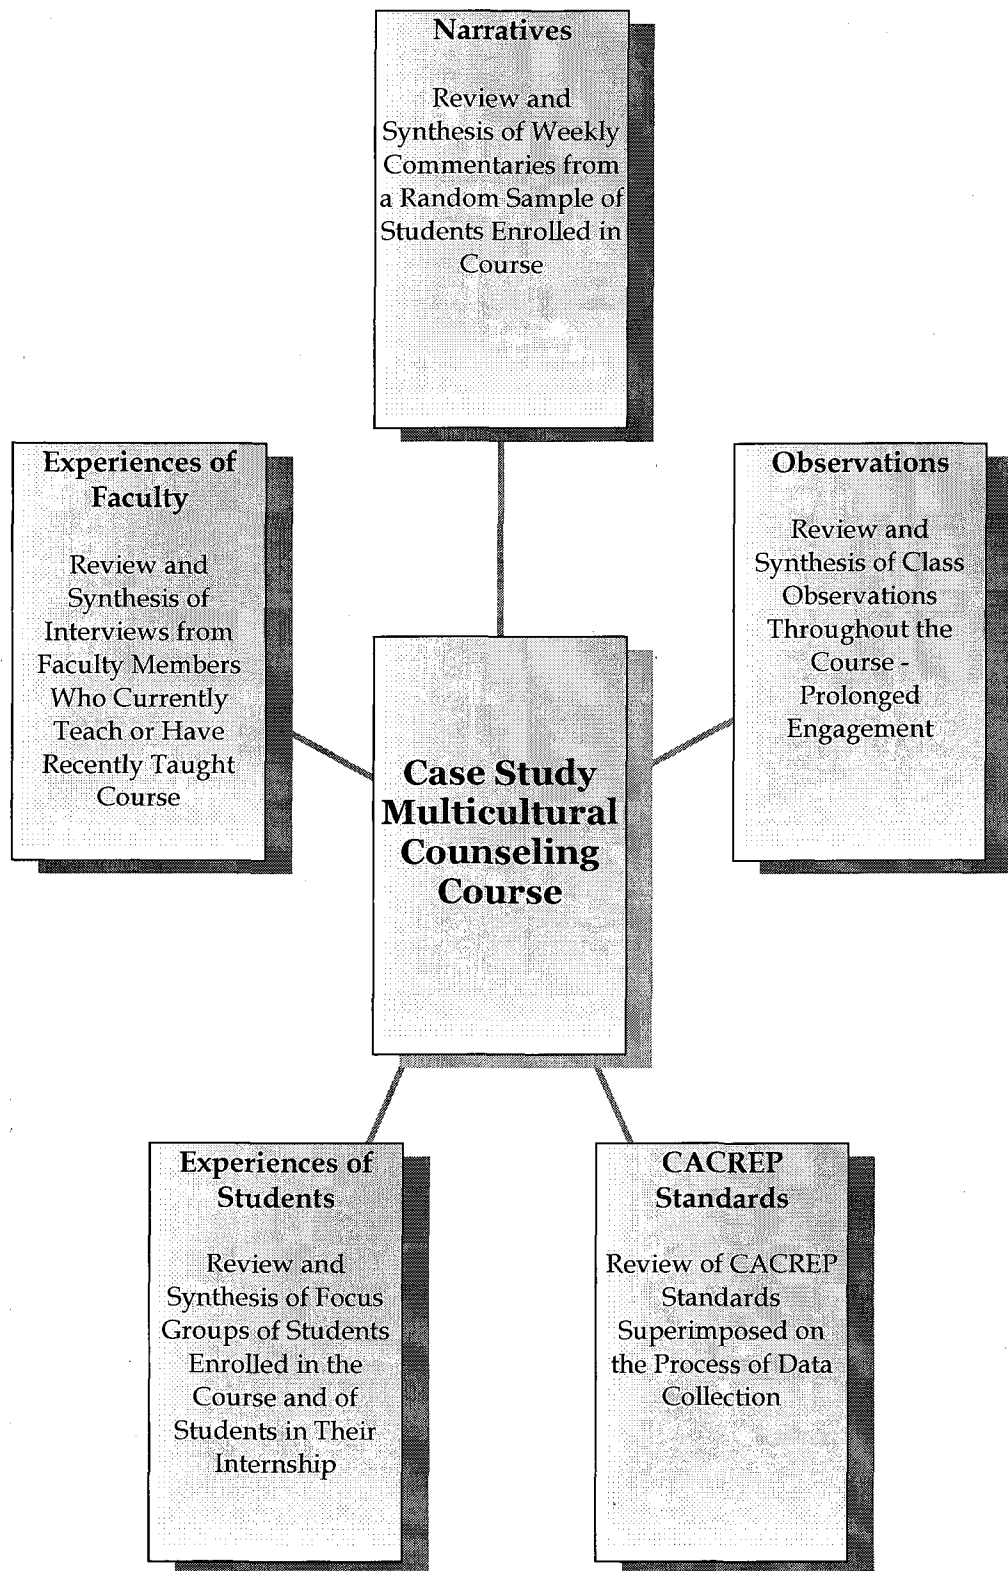 Narratives
Review and
Synthesis of Weekly
Commentaries from
a Random Sample of
Students Enrolled in
Course
Experiences of
Faculty
Review and
Synthesis of
Interviews from
Faculty Members
Who Currently
Teach or Have
Recently Taught
Course
Observations
Review and
Synthesis of Class
Observations
Throughout the
Course -
Prolonged
Engagement
Case Study
Multicultural
Counseling
Course
Experiences of
Students
Review and
Synthesis of Focus
Groups of Students
Enrolled in the
Course and of
Students in Their
Internship
CACREP
Standards
Review of CACREP
Standards
Superimposed on
the Process of Data
Collection